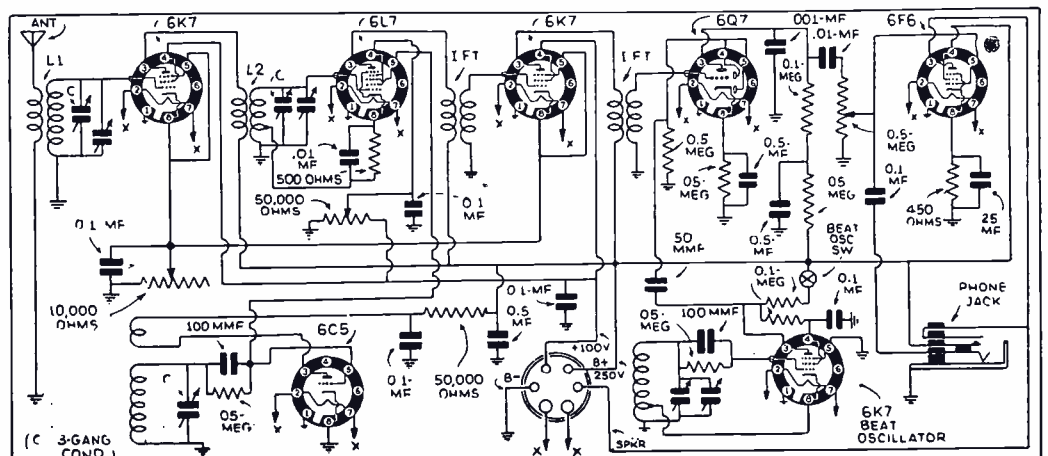 ANT.
6K7
6L7
6K7
6Q7
.001-MF
.01-MF
6F6
L1
L2
C
C
IFT
IFT
0.1-
MEG
0.5-
MEG
.01
MF
500 OHMS
50,000
OHMS
0.1
MF
0.5
MEG
05-
MEG
0.5-
MF
0.5-
MF
05
MEG
0.1
MF
450
OHMS
25
MF
0.1 MF
50
MMF
BEAT
OSC
SW
10,000
OHMS
0.1-MF
0.1-
MEG
0.1
MF
PHONE
JACK
100 MMF
6C5
0.5
MF
+100V
B+
250V
B-
05-
MEG
100 MMF
0.1-
MF
50,000
OHMS
05-
MEG
6K7
BEAT
OSCILLATOR
SPKR
X
X
(C
3-GANG
COND.)